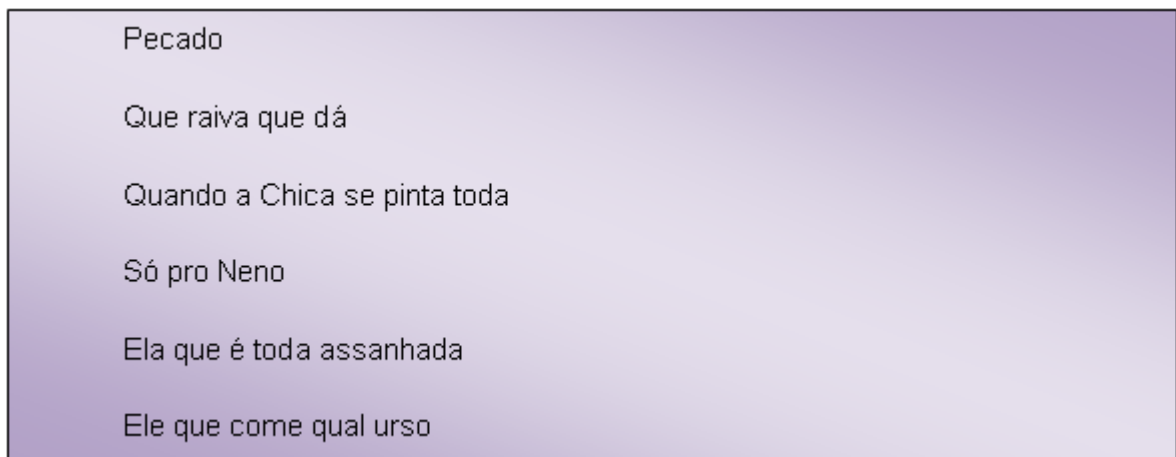 Pecado
Que raiva que dá
Quando a Chica se pinta toda
Só pro Neno
Ela que é toda assanhada
Ele que come qual urso